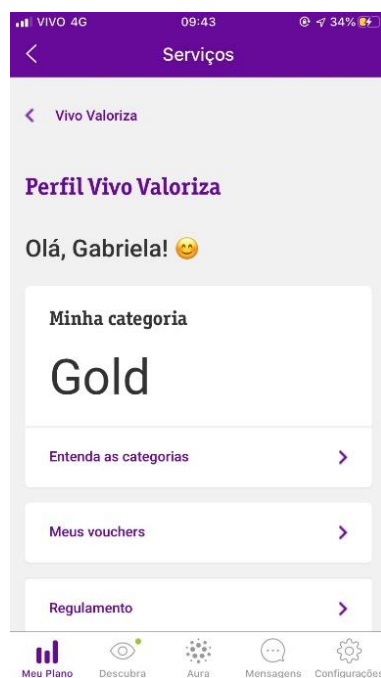 VIVO 4G 09:43 34%
Serviços
Vivo Valoriza
Perfil Vivo Valoriza
Olá, Gabriela! 😊
Minha categoria
Gold
Entenda as categorias
Meus vouchers
Regulamento
Meu Plano Descubra Aura Mensagens Configurações